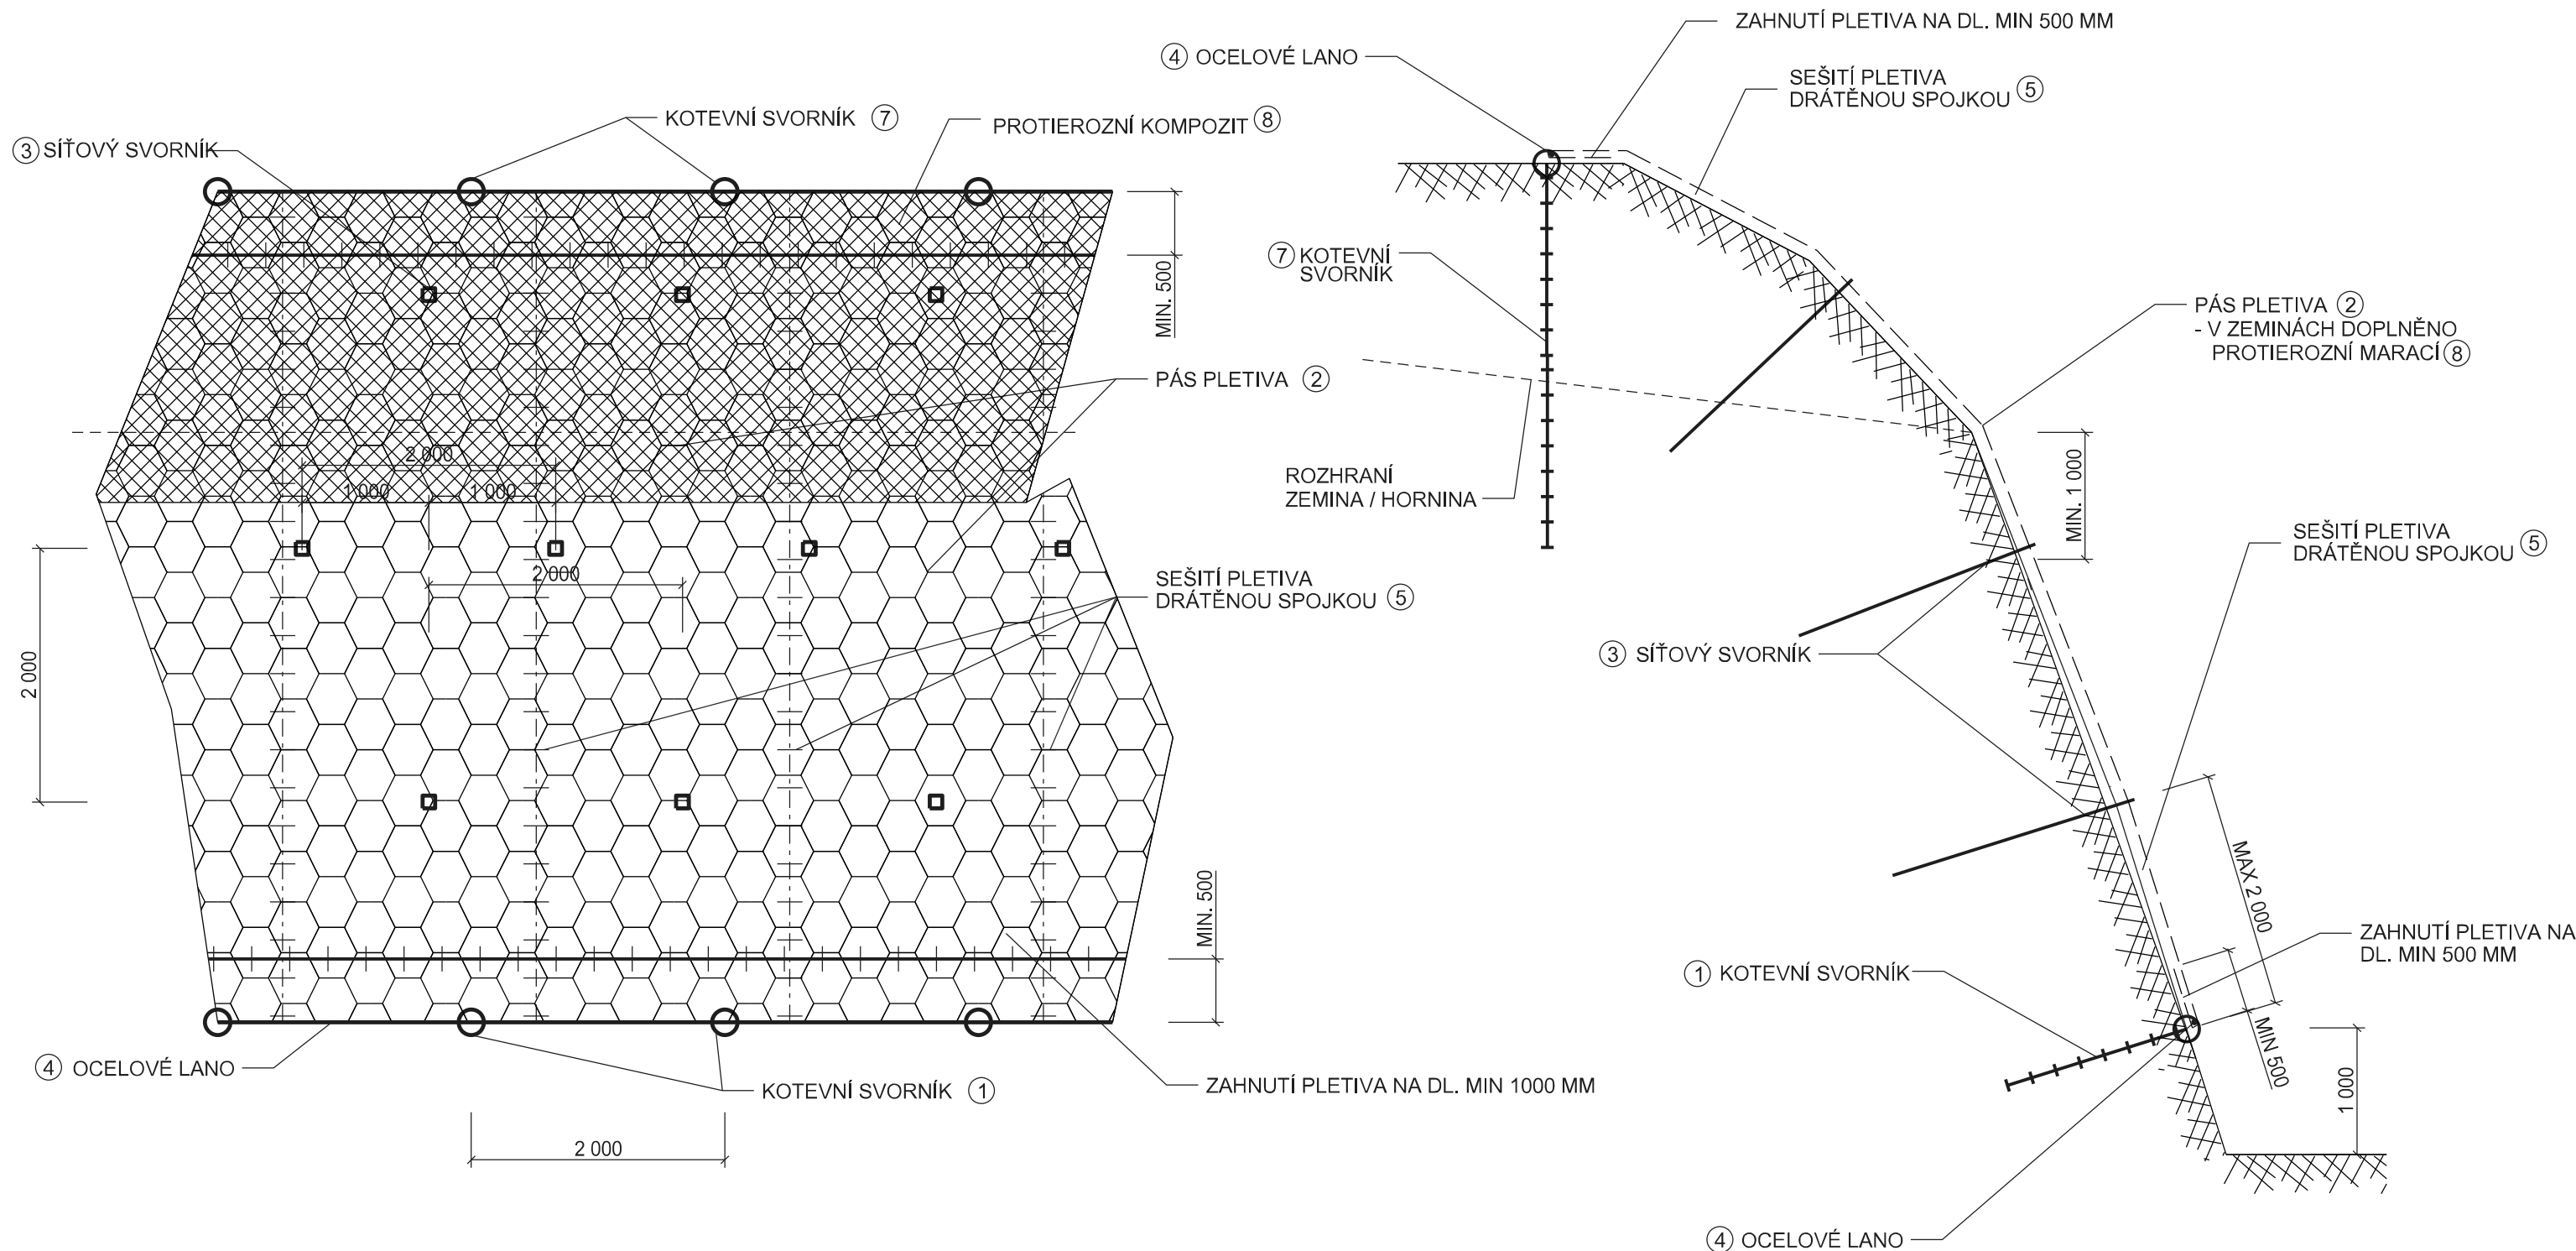 ③ SÍŤOVÝ SVORNÍK
KOTEVNÍ SVORNÍK ⑦
PROTIEROZNÍ KOMPOZIT ⑧
MIN. 500
PÁS PLETIVA ②
2 000
1 000
1 000
2 000
2 000
SEŠITÍ PLETIVA
DRÁTĚNOU SPOJKOU ⑤
MIN. 500
④ OCELOVÉ LANO
KOTEVNÍ SVORNÍK ①
ZAHNUTÍ PLETIVA NA DL. MIN 1000 MM
2 000
④ OCELOVÉ LANO
ZAHNUTÍ PLETIVA NA DL. MIN 500 MM
SEŠITÍ PLETIVA
DRÁTĚNOU SPOJKOU ⑤
⑦ KOTEVNÍ
SVORNÍK
PÁS PLETIVA ②
- V ZEMINÁCH DOPLNĚNO
PROTIEROZNÍ MARACÍ ⑧
ROZHRANÍ
ZEMINA / HORNINA
MIN. 1 000
SEŠITÍ PLETIVA
DRÁTĚNOU SPOJKOU ⑤
③ SÍŤOVÝ SVORNÍK
MAX 2 000
ZAHNUTÍ PLETIVA NA
DL. MIN 500 MM
① KOTEVNÍ SVORNÍK
MIN 500
1 000
④ OCELOVÉ LANO